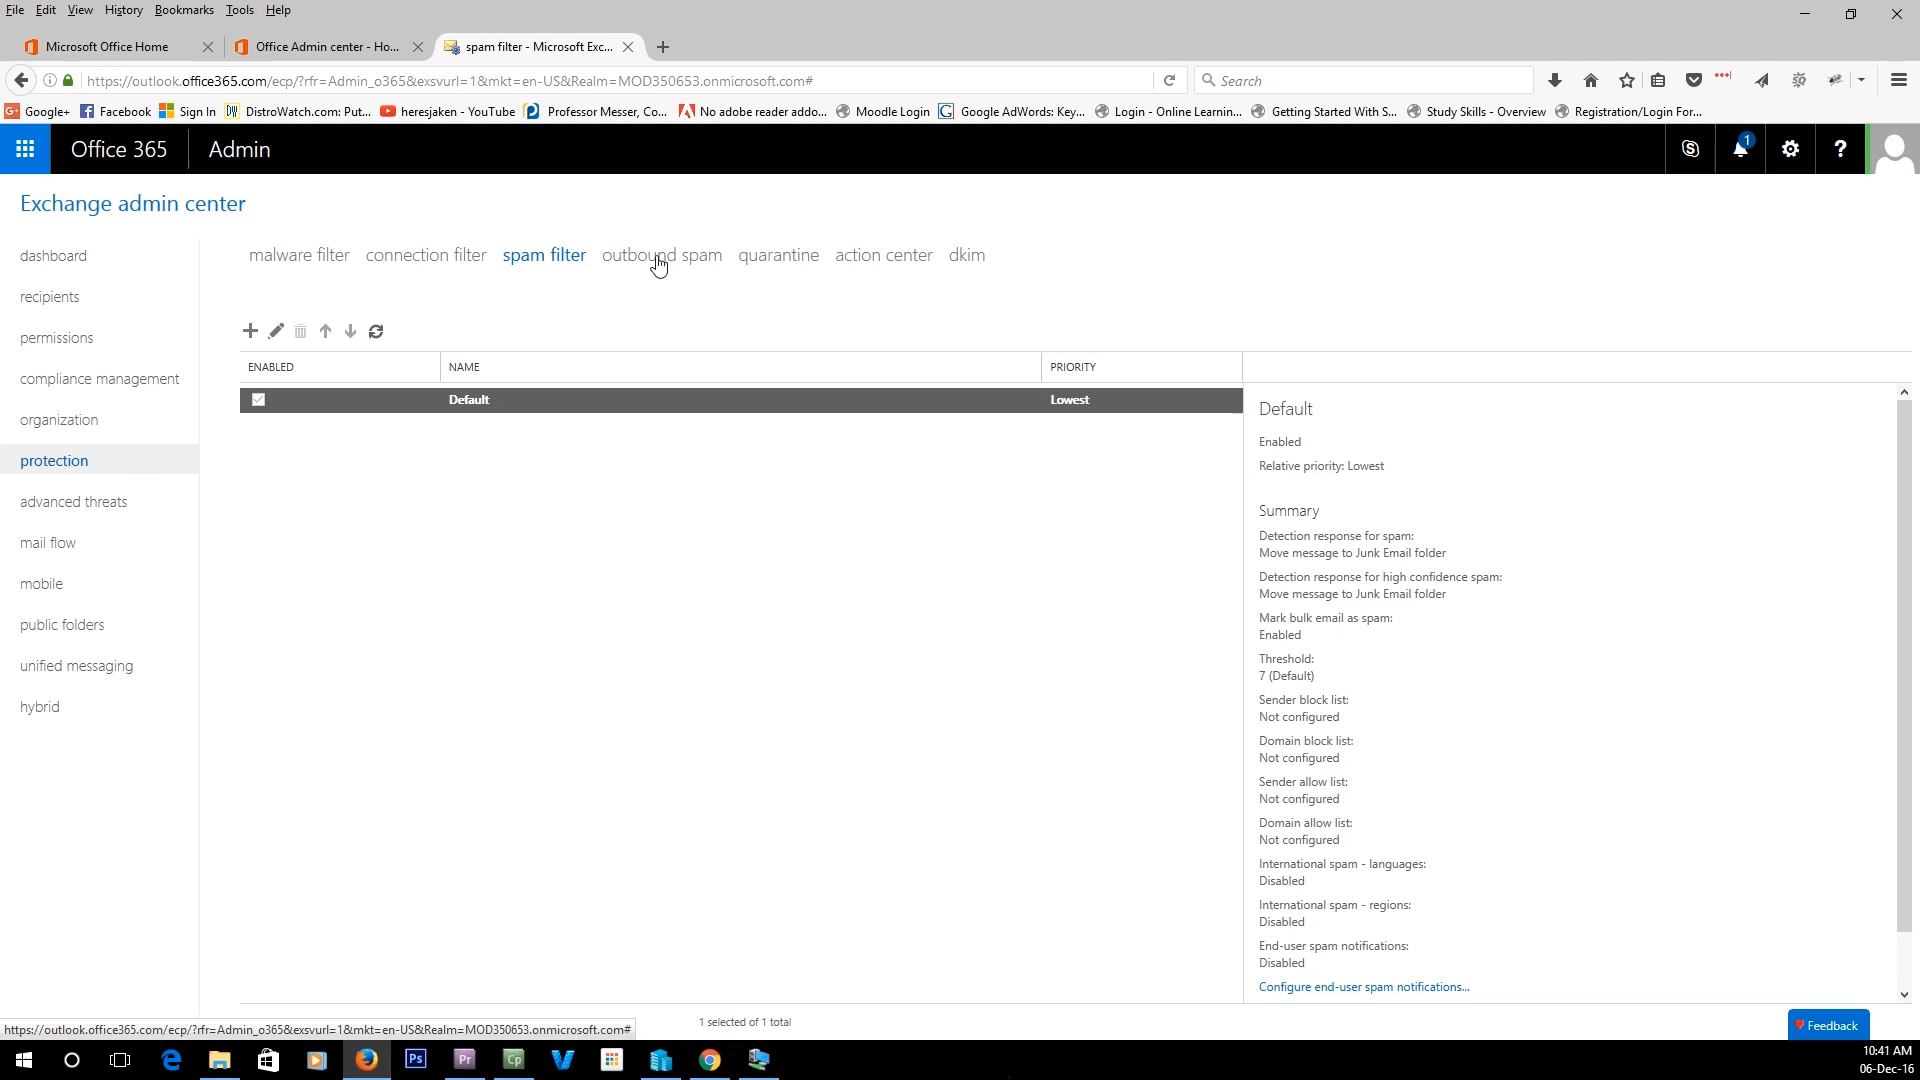 File Edit View History Bookmarks Tools Help
Microsoft Office Home
Office Admin center - Ho...
spam filter - Microsoft Exc...
https://outlook.office365.com/ecp/?rfr=Admin_o365&exsvurl=1&mkt=en-US&Realm=MOD350653.onmicrosoft.com#
Search
Google+ Facebook Sign In DistroWatch.com: Put... heresjaken - YouTube Professor Messer, Co... No adobe reader addo... Moodle Login Google AdWords: Key... Login - Online Learnin... Getting Started With S... Study Skills - Overview Registration/Login For...
Office 365 Admin
1
?
Exchange admin center
dashboard
recipients
permissions
compliance management
organization
protection
advanced threats
mail flow
mobile
public folders
unified messaging
hybrid
malware filter connection filter spam filter outbound spam quarantine action center dkim
ENABLED NAME PRIORITY
Default Lowest
Default
Enabled
Relative priority: Lowest
Summary
Detection response for spam:
Move message to Junk Email folder
Detection response for high confidence spam:
Move message to Junk Email folder
Mark bulk email as spam:
Enabled
Threshold:
7 (Default)
Sender block list:
Not configured
Domain block list:
Not configured
Sender allow list:
Not configured
Domain allow list:
Not configured
International spam - languages:
Disabled
International spam - regions:
Disabled
End-user spam notifications:
Disabled
Configure end-user spam notifications...
1 selected of 1 total
Feedback
https://outlook.office365.com/ecp/?rfr=Admin_o365&exsvurl=1&mkt=en-US&Realm=MOD350653.onmicrosoft.com#
Ps
Pr
Cp
10:41 AM
06-Dec-16